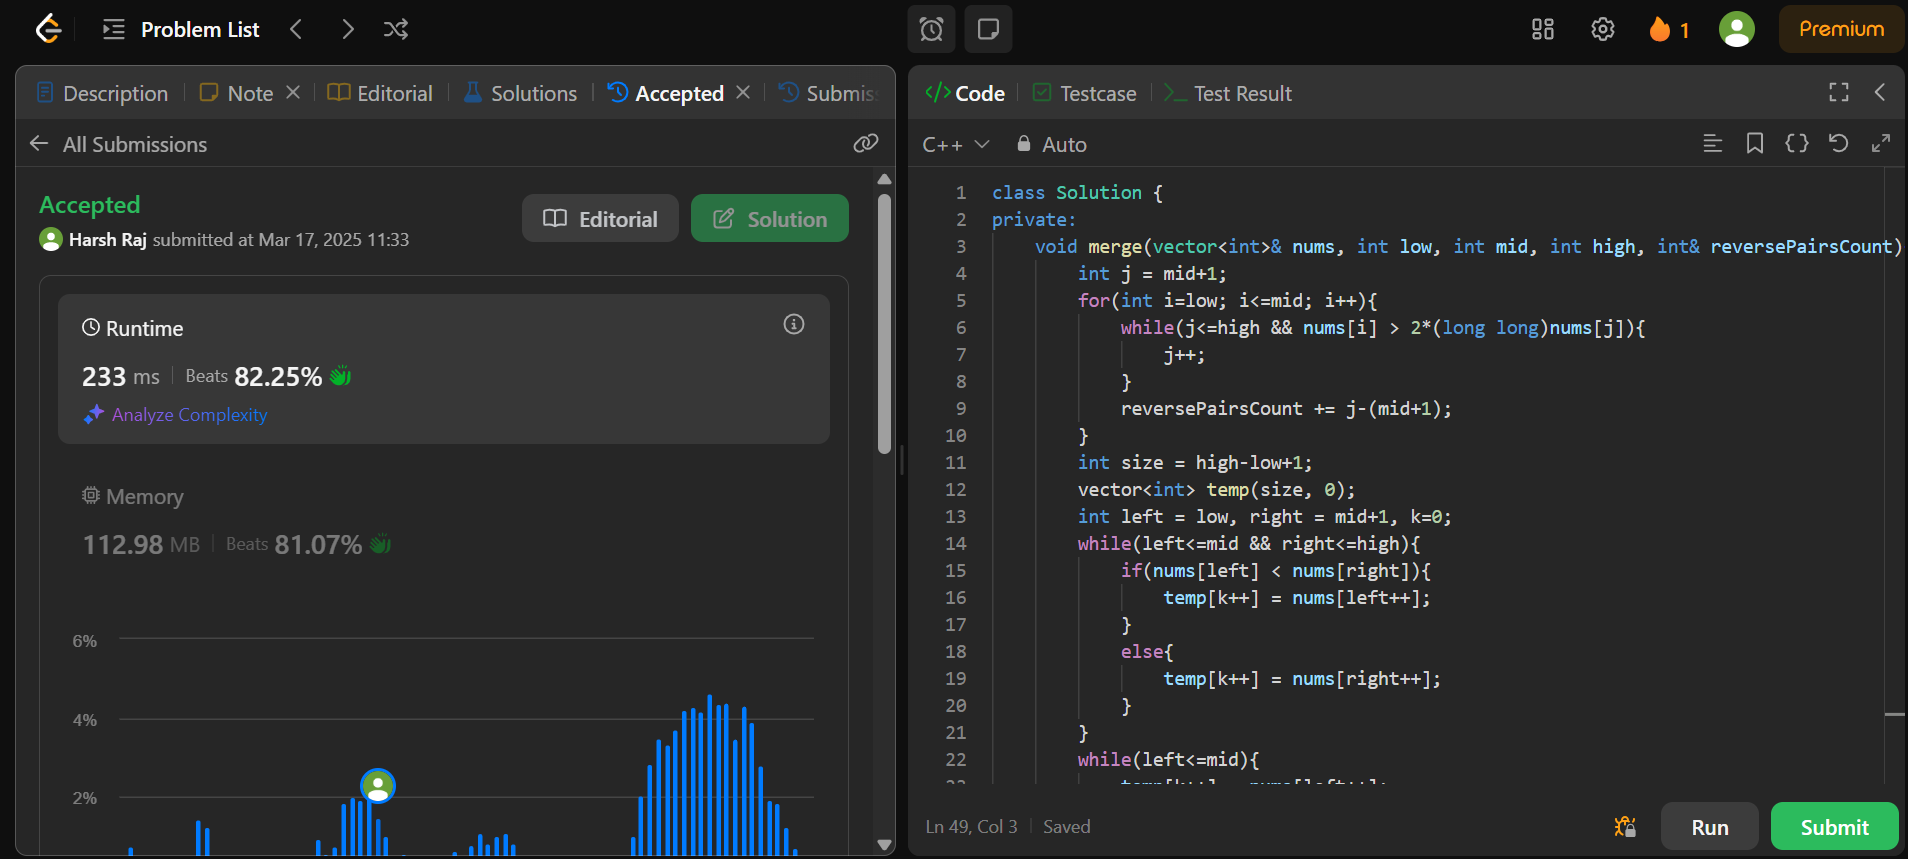 Problem List
1
Premium
Description
Note
Editorial
Solutions
Accepted
Submis
All Submissions
Accepted
Harsh Raj submitted at Mar 17, 2025 11:33
Editorial
Solution
Runtime
233 ms
Beats 82.25%
Analyze Complexity
Memory
112.98 MB
Beats 81.07%
6%
4%
2%
</> Code
Testcase
Test Result
C++
Auto
1 class Solution {
2 private:
3 void merge(vector<int>& nums, int low, int mid, int high, int& reversePairsCount)
4 int j = mid+1;
5 for(int i=low; i<=mid; i++){
6 while(j<=high && nums[i] > 2*(long long)nums[j]){
7 j++;
8 }
9 reversePairsCount += j-(mid+1);
10 }
11 int size = high-low+1;
12 vector<int> temp(size, 0);
13 int left = low, right = mid+1, k=0;
14 while(left<=mid && right<=high){
15 if(nums[left] < nums[right]){
16 temp[k++] = nums[left++];
17 }
18 else{
19 temp[k++] = nums[right++];
20 }
21 }
22 while(left<=mid){
Ln 49, Col 3
Saved
Run
Submit